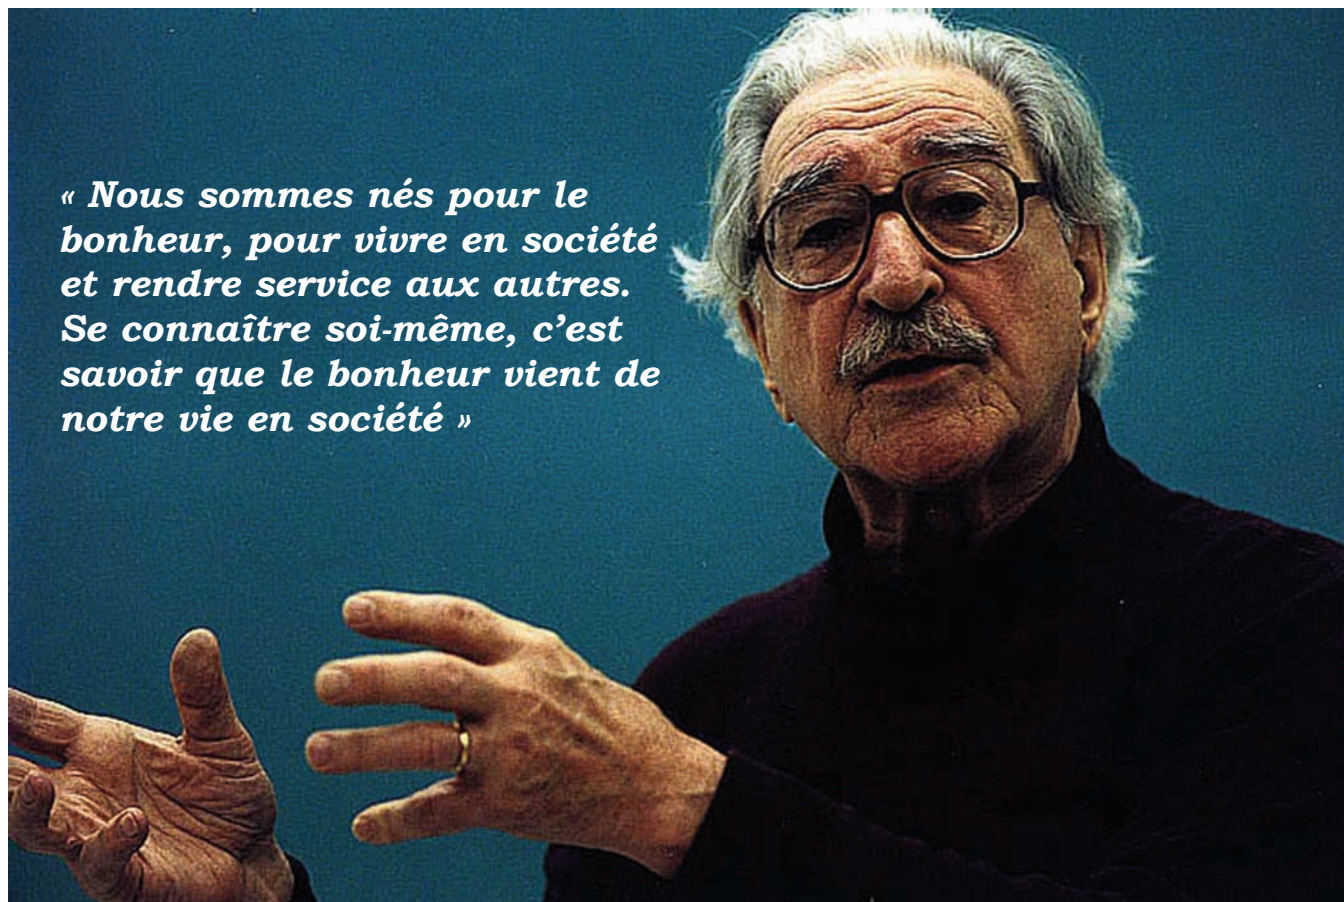 « Nous sommes nés pour le
bonheur, pour vivre en société
et rendre service aux autres.
Se connaître soi-même, c’est
savoir que le bonheur vient de
notre vie en société »